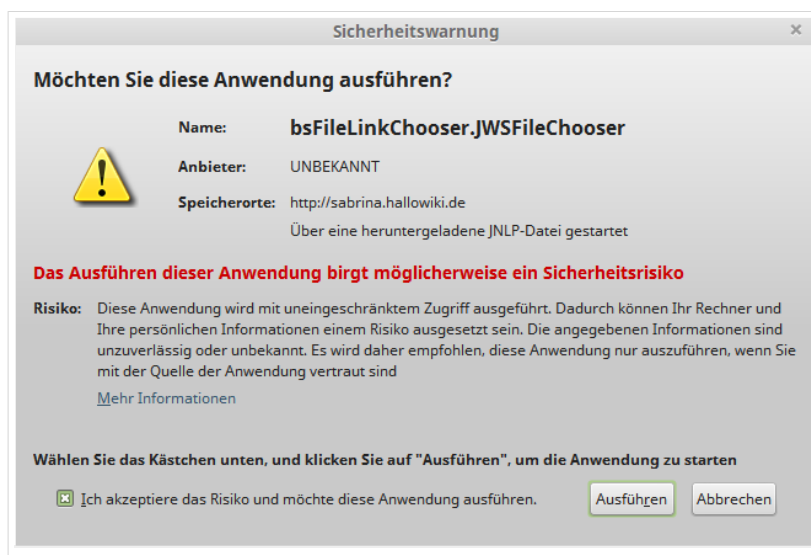 Sicherheitswarnung
Möchten Sie diese Anwendung ausführen?
Name: bsFileLinkChooser.JWSFileChooser
Anbieter: UNBEKANNT
Speicherorte: http://sabrina.hallowiki.de
Über eine heruntergeladene JNLP-Datei gestartet
Das Ausführen dieser Anwendung birgt möglicherweise ein Sicherheitsrisiko
Risiko: Diese Anwendung wird mit uneingeschränktem Zugriff ausgeführt. Dadurch können Ihr Rechner und
Ihre persönlichen Informationen einem Risiko ausgesetzt sein. Die angegebenen Informationen sind
unzuverlässig oder unbekannt. Es wird daher empfohlen, diese Anwendung nur auszuführen, wenn Sie
mit der Quelle der Anwendung vertraut sind
Mehr Informationen
Wählen Sie das Kästchen unten, und klicken Sie auf "Ausführen", um die Anwendung zu starten
Ich akzeptiere das Risiko und möchte diese Anwendung ausführen. Ausführen Abbrechen